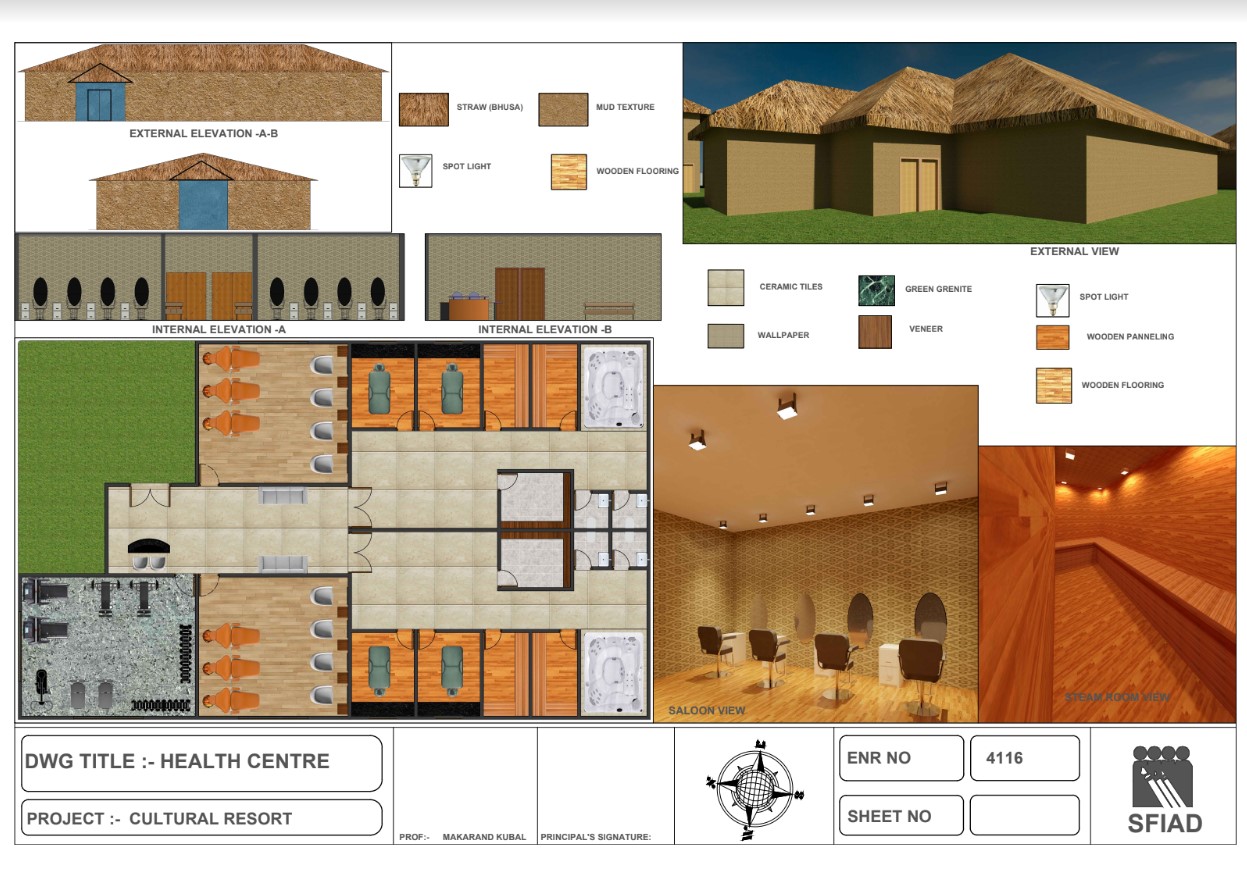 EXTERNAL ELEVATION -A-B
STRAW (BHUSA)
MUD TEXTURE
SPOT LIGHT
WOODEN FLOORING
EXTERNAL VIEW
INTERNAL ELEVATION -A
INTERNAL ELEVATION -B
CERAMIC TILES
GREEN GRENITE
SPOT LIGHT
WALLPAPER
VENEER
WOODEN PANNELING
WOODEN FLOORING
SALOON VIEW
STEAM ROOM VIEW
DWG TITLE :- HEALTH CENTRE
PROJECT :- CULTURAL RESORT
PROF:- MAKARAND KUBAL
PRINCIPAL'S SIGNATURE:
ENR NO
4116
SHEET NO
SFIAD